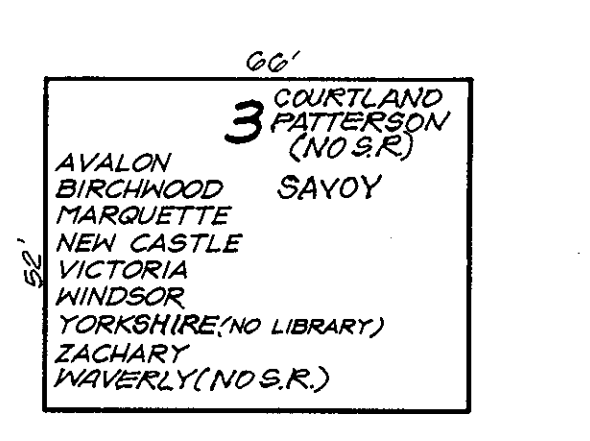 66'
3 COURTLAND
PATTERSON
(NO S.R.)
AVALON
BIRCHWOOD SAVOY
MARQUETTE
NEW CASTLE
52'
VICTORIA
WINDSOR
YORKSHIRE (NO LIBRARY)
ZACHARY
WAVERLY (NO S.R.)